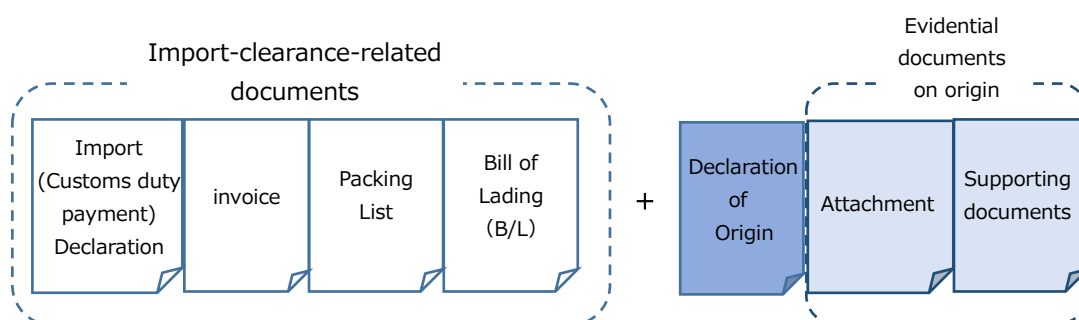 Import-clearance-related
documents
Evidential
documents
on origin
Import
(Customs duty
payment)
Declaration
invoice
Packing
List
Bill of
Lading
(B/L)
+
Declaration
of
Origin
Attachment
Supporting
documents